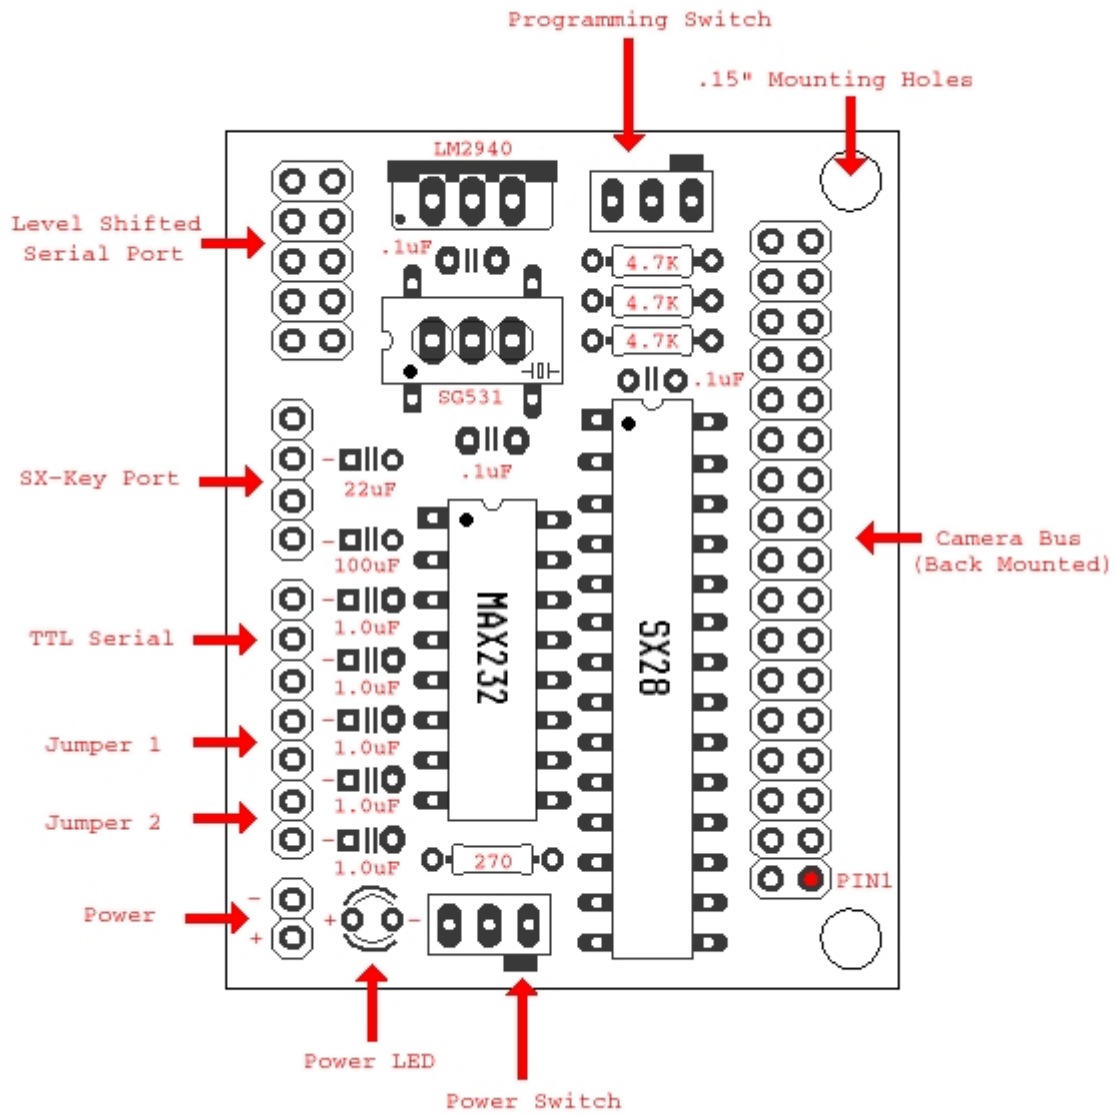 Programming Switch
.15" Mounting Holes
LM2940
Level Shifted
Serial Port
.1uF
4.7K
4.7K
4.7K
.1uF
SG531
.1uF
SX-Key Port
-
22uF
-
100uF
Camera Bus
(Back Mounted)
MAX232
SX28
TTL Serial
-
1.0uF
-
1.0uF
Jumper 1
-
1.0uF
-
1.0uF
Jumper 2
-
1.0uF
270
PIN1
Power
-
+
+
-
Power LED
Power Switch